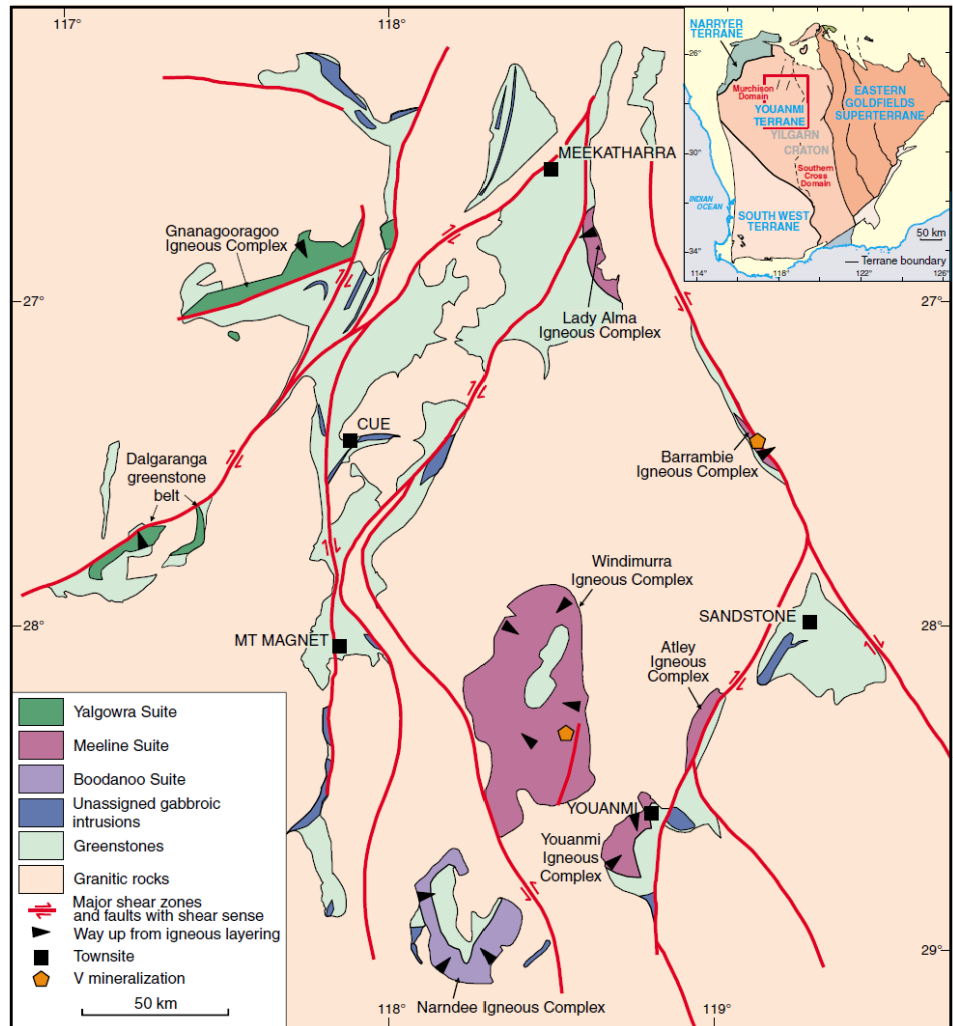 117°
118°
NARRYER
TERRANE
26°
Murchison
Domain
YOUANMI
TERRANE
EASTERN
GOLDFIELDS
SUPERTERRANE
YILGARN
CRATON
30°
Southern
Cross
Domain
INDIAN
OCEAN
SOUTH WEST
TERRANE
50 km
34°
Terrane boundary
114°
118°
122°
126°
MEEKATHARRA
Gnanagooragoo
Igneous Complex
27°
27°
Lady Alma
Igneous Complex
CUE
Dalgaranga
greenstone
belt
Barrambie
Igneous Complex
Windimurra
Igneous Complex
SANDSTONE
28°
28°
MT MAGNET
Atley
Igneous
Complex
YOUANMI
Youanmi
Igneous
Complex
Yalgowra Suite
Meeline Suite
Boodanoo Suite
Unassigned gabbroic
intrusions
Greenstones
Granitic rocks
Major shear zones
and faults with shear sense
Way up from igneous layering
Townsite
V mineralization
50 km
29°
Narndee Igneous Complex
118°
119°